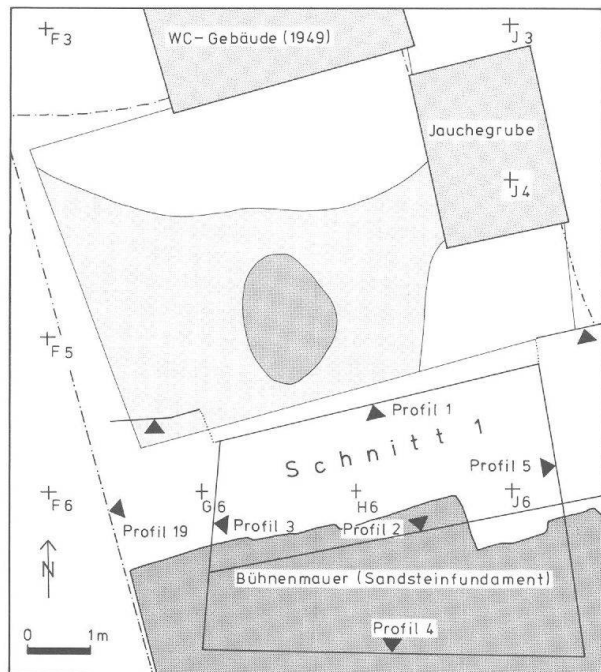 F3
WC-Gebäude (1949)
J3
Jauchegrube
J4
F5
Profil 1
Schnitt 1
Profil 5
F6
G6
H6
J6
Profil 19
Profil 3
Profil 2
N
Bühnenmauer (Sandsteinfundament)
Profil 4
0 1m